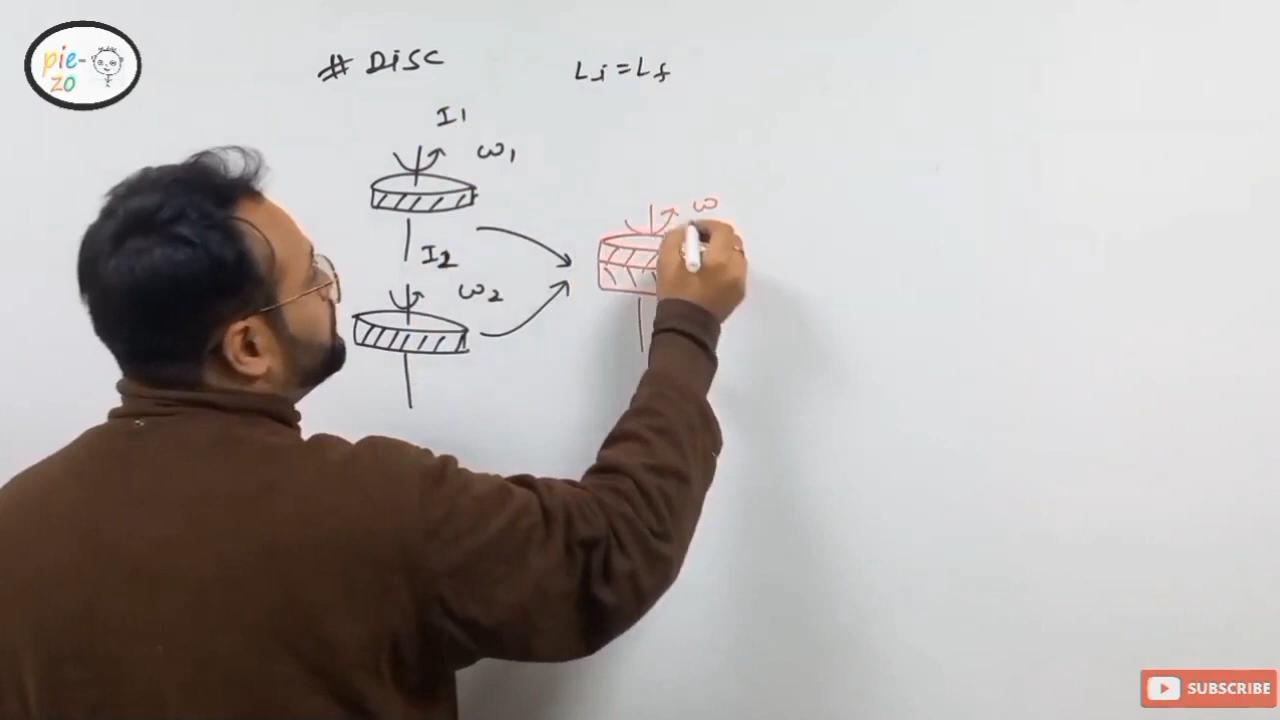 pie-
zo
# DISC
Li = Lf
I1
ω1
I2
ω2
ω
SUBSCRIBE